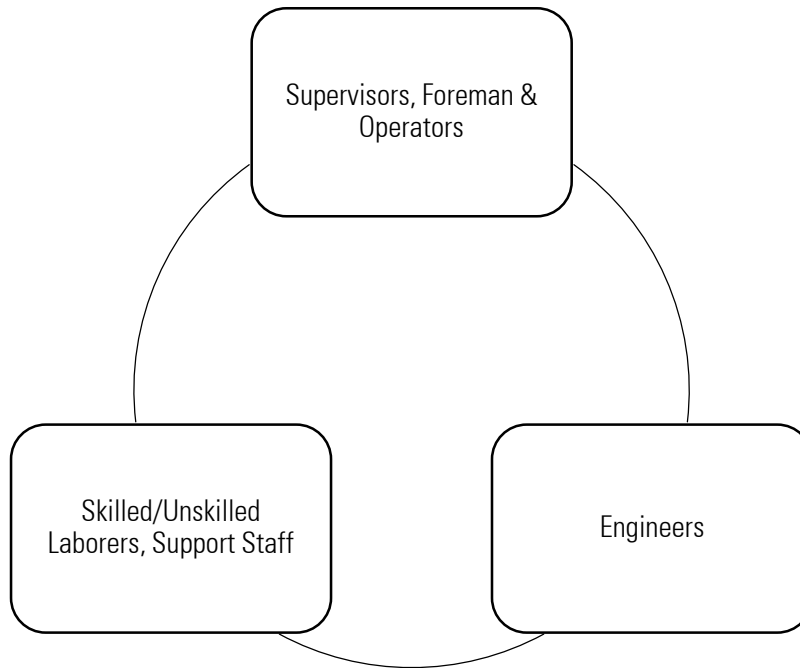 Supervisors, Foreman &
Operators
Skilled/Unskilled
Laborers, Support Staff
Engineers